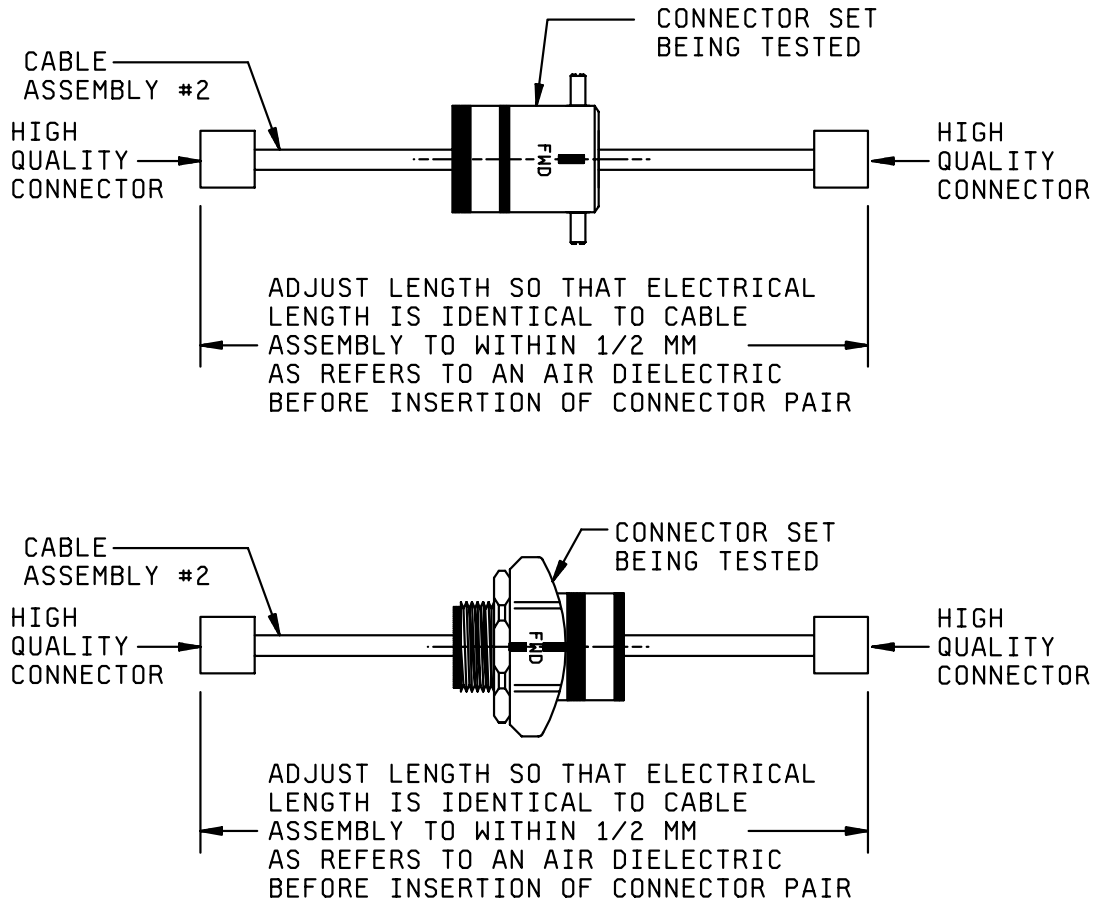 CONNECTOR SET
BEING TESTED
CABLE
ASSEMBLY #2
HIGH
QUALITY
CONNECTOR
FWD
HIGH
QUALITY
CONNECTOR
ADJUST LENGTH SO THAT ELECTRICAL
LENGTH IS IDENTICAL TO CABLE
ASSEMBLY TO WITHIN 1/2 MM
AS REFERS TO AN AIR DIELECTRIC
BEFORE INSERTION OF CONNECTOR PAIR
CONNECTOR SET
BEING TESTED
CABLE
ASSEMBLY #2
HIGH
QUALITY
CONNECTOR
FWD
HIGH
QUALITY
CONNECTOR
ADJUST LENGTH SO THAT ELECTRICAL
LENGTH IS IDENTICAL TO CABLE
ASSEMBLY TO WITHIN 1/2 MM
AS REFERS TO AN AIR DIELECTRIC
BEFORE INSERTION OF CONNECTOR PAIR